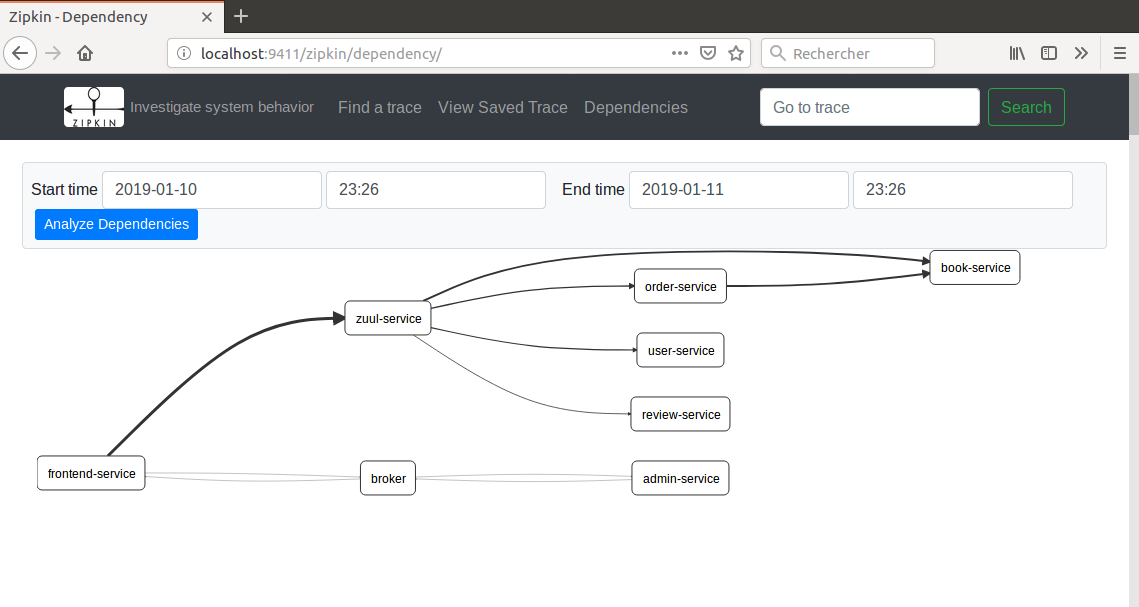 Zipkin - Dependency
localhost:9411/zipkin/dependency/
Rechercher
ZIPKIN
Investigate system behavior
Find a trace
View Saved Trace
Dependencies
Go to trace
Search
Start time 2019-01-10 23:26 End time 2019-01-11 23:26
Analyze Dependencies
book-service
order-service
zuul-service
user-service
review-service
frontend-service
broker
admin-service